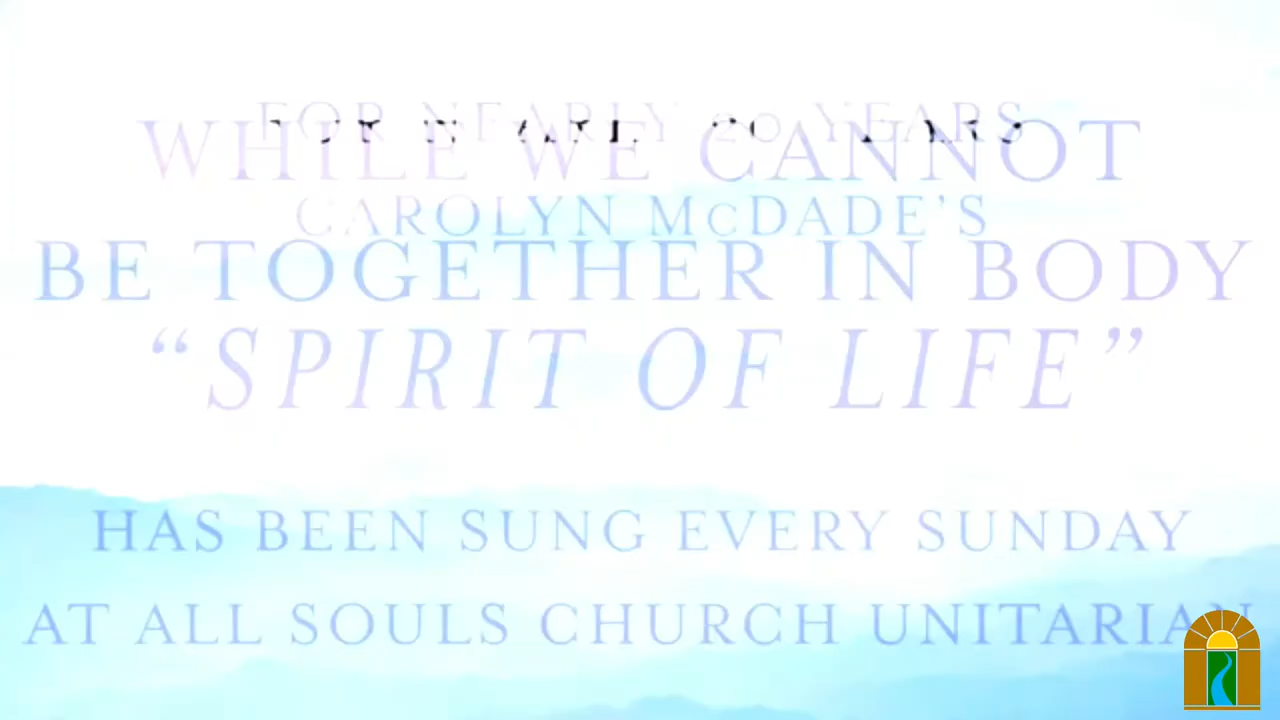 FOR NEARLY 20 YEARS
WHILE WE CANNOT
CAROLYN McDADE'S
BE TOGETHER IN BODY
“SPIRIT OF LIFE”
HAS BEEN SUNG EVERY SUNDAY
AT ALL SOULS CHURCH UNITARIAN